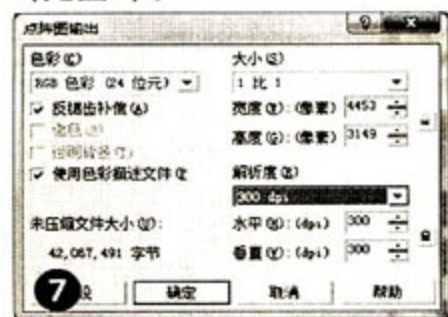 点阵图输出
色彩(C)
RGB 色彩 (24 位元)
反锯齿补偿(A)
使用色彩描述文件
未压缩文件大小(U):
42,067,491 字节
大小(S)
1 比 1
宽度(T): (像素) 4453
高度(G): (像素) 3149
解析度(R)
300 dpi
水平(H): (dpi) 300
垂直(Y): (dpi) 300
7
设 确定 取消 帮助